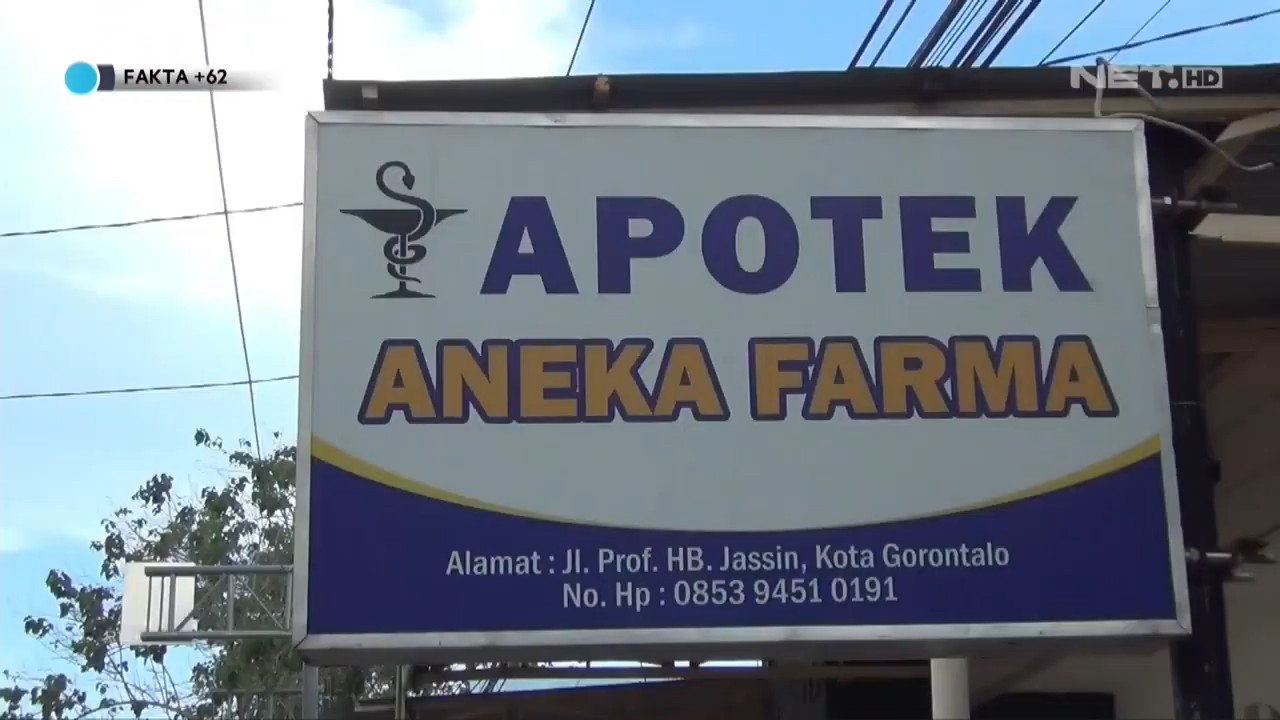 FAKTA +62
NET.HD
APOTEK
ANEKA FARMA
Alamat : Jl. Prof. HB. Jassin, Kota Gorontalo
No. Hp : 0853 9451 0191